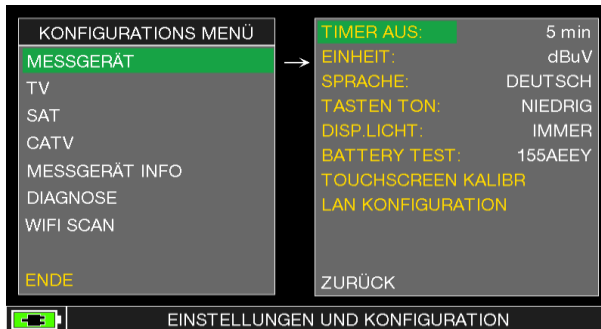 KONFIGURATIONS MENÜ
MESSGERÄT
TV
SAT
CATV
MESSGERÄT INFO
DIAGNOSE
WIFI SCAN
ENDE
→
TIMER AUS: 5 min
EINHEIT: dBuV
SPRACHE: DEUTSCH
TASTEN TON: NIEDRIG
DISP.LICHT: IMMER
BATTERY TEST: 155AEEY
TOUCHSCREEN KALIBR
LAN KONFIGURATION
ZURÜCK
EINSTELLUNGEN UND KONFIGURATION